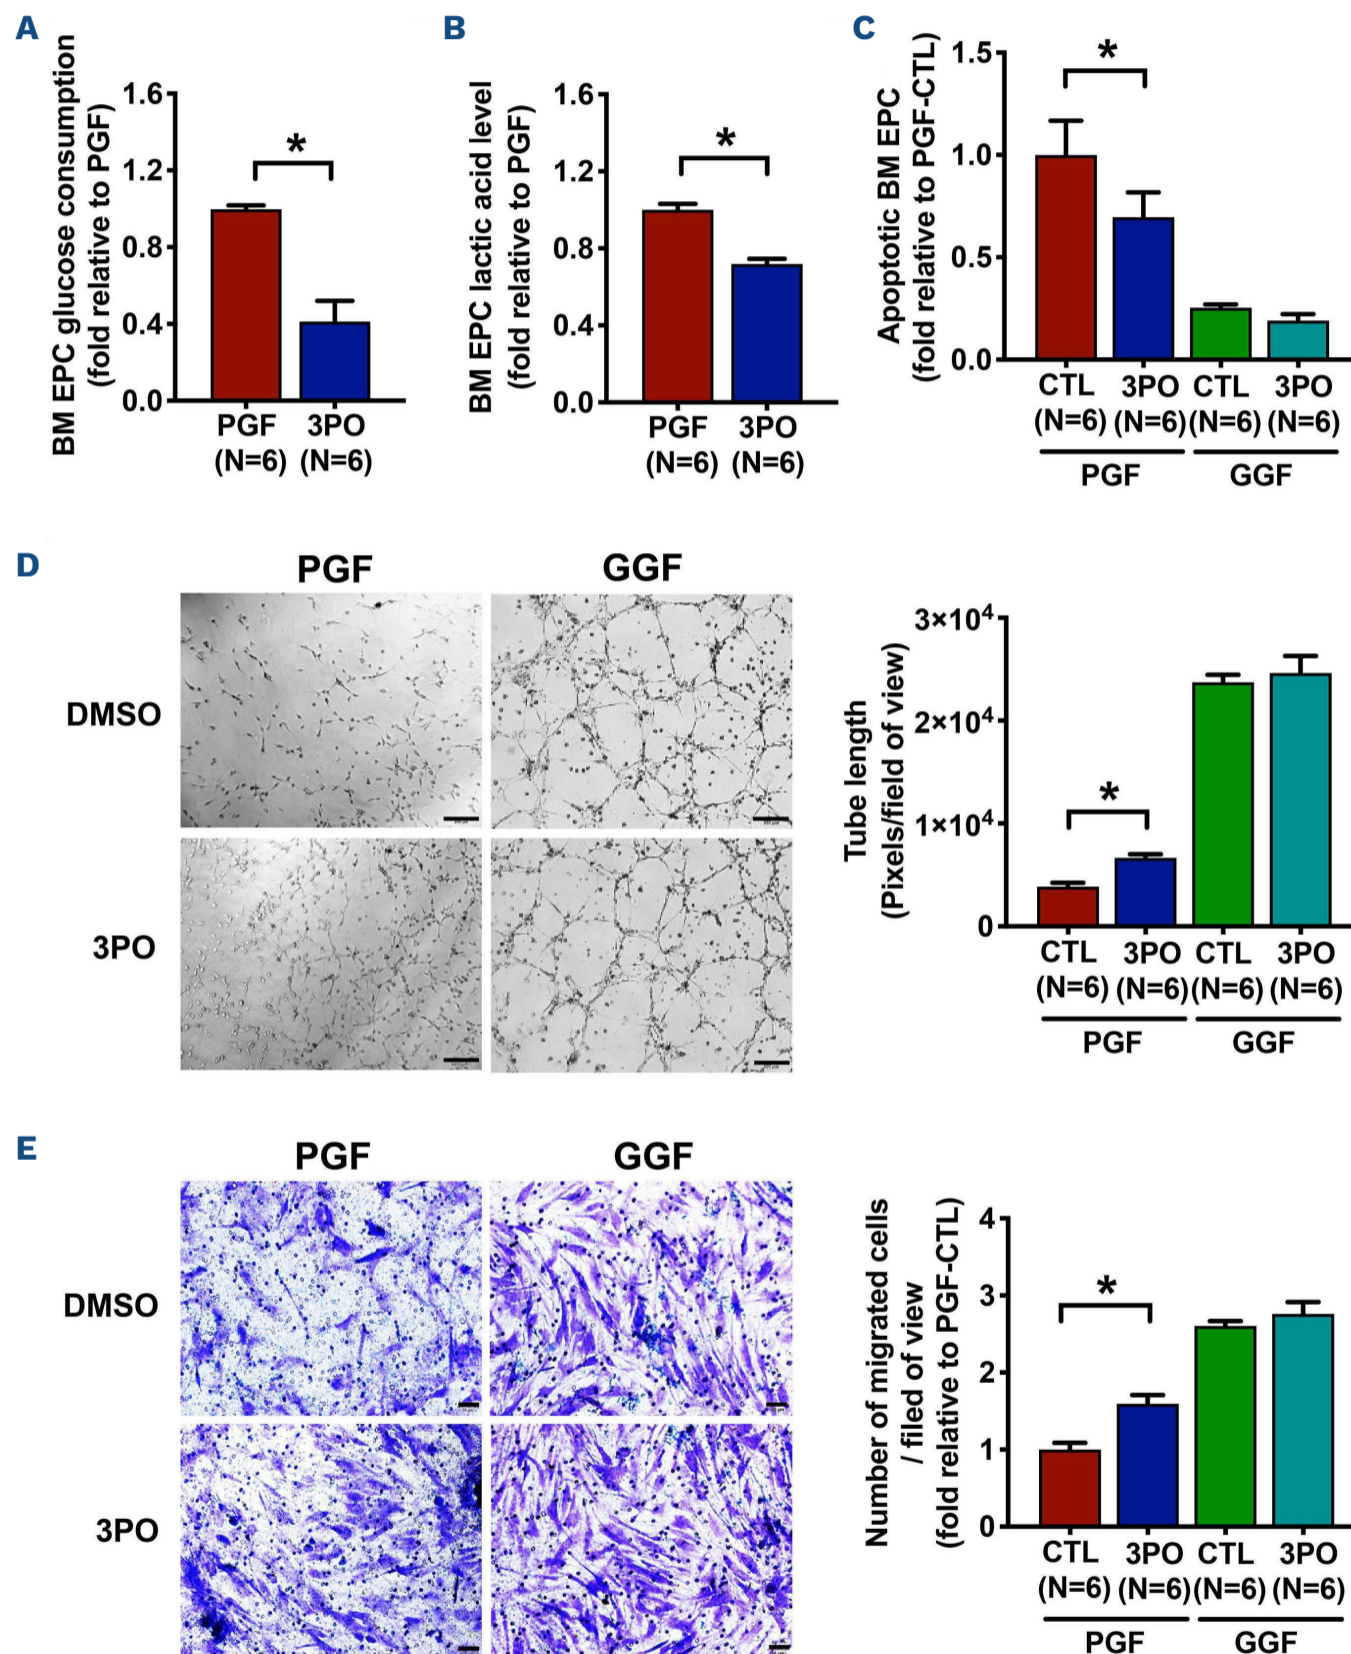 A
BM EPC glucose consumption
(fold relative to PGF)
1.6
1.2
0.8
0.4
0.0
*
PGF
(N=6)
3PO
(N=6)
B
BM EPC lactic acid level
(fold relative to PGF)
1.6
1.2
0.8
0.4
0.0
*
PGF
(N=6)
3PO
(N=6)
C
Apoptotic BM EPC
(fold relative to PGF-CTL)
1.5
1.0
0.5
0.0
*
CTL
(N=6)
3PO
(N=6)
CTL
(N=6)
3PO
(N=6)
PGF
GGF
D
PGF
GGF
DMSO
3PO
Tube length
(Pixels/field of view)
3×10⁴
2×10⁴
1×10⁴
0
*
CTL
(N=6)
3PO
(N=6)
CTL
(N=6)
3PO
(N=6)
PGF
GGF
E
PGF
GGF
DMSO
3PO
Number of migrated cells
/ filed of view
(fold relative to PGF-CTL)
4
3
2
1
0
*
CTL
(N=6)
3PO
(N=6)
CTL
(N=6)
3PO
(N=6)
PGF
GGF